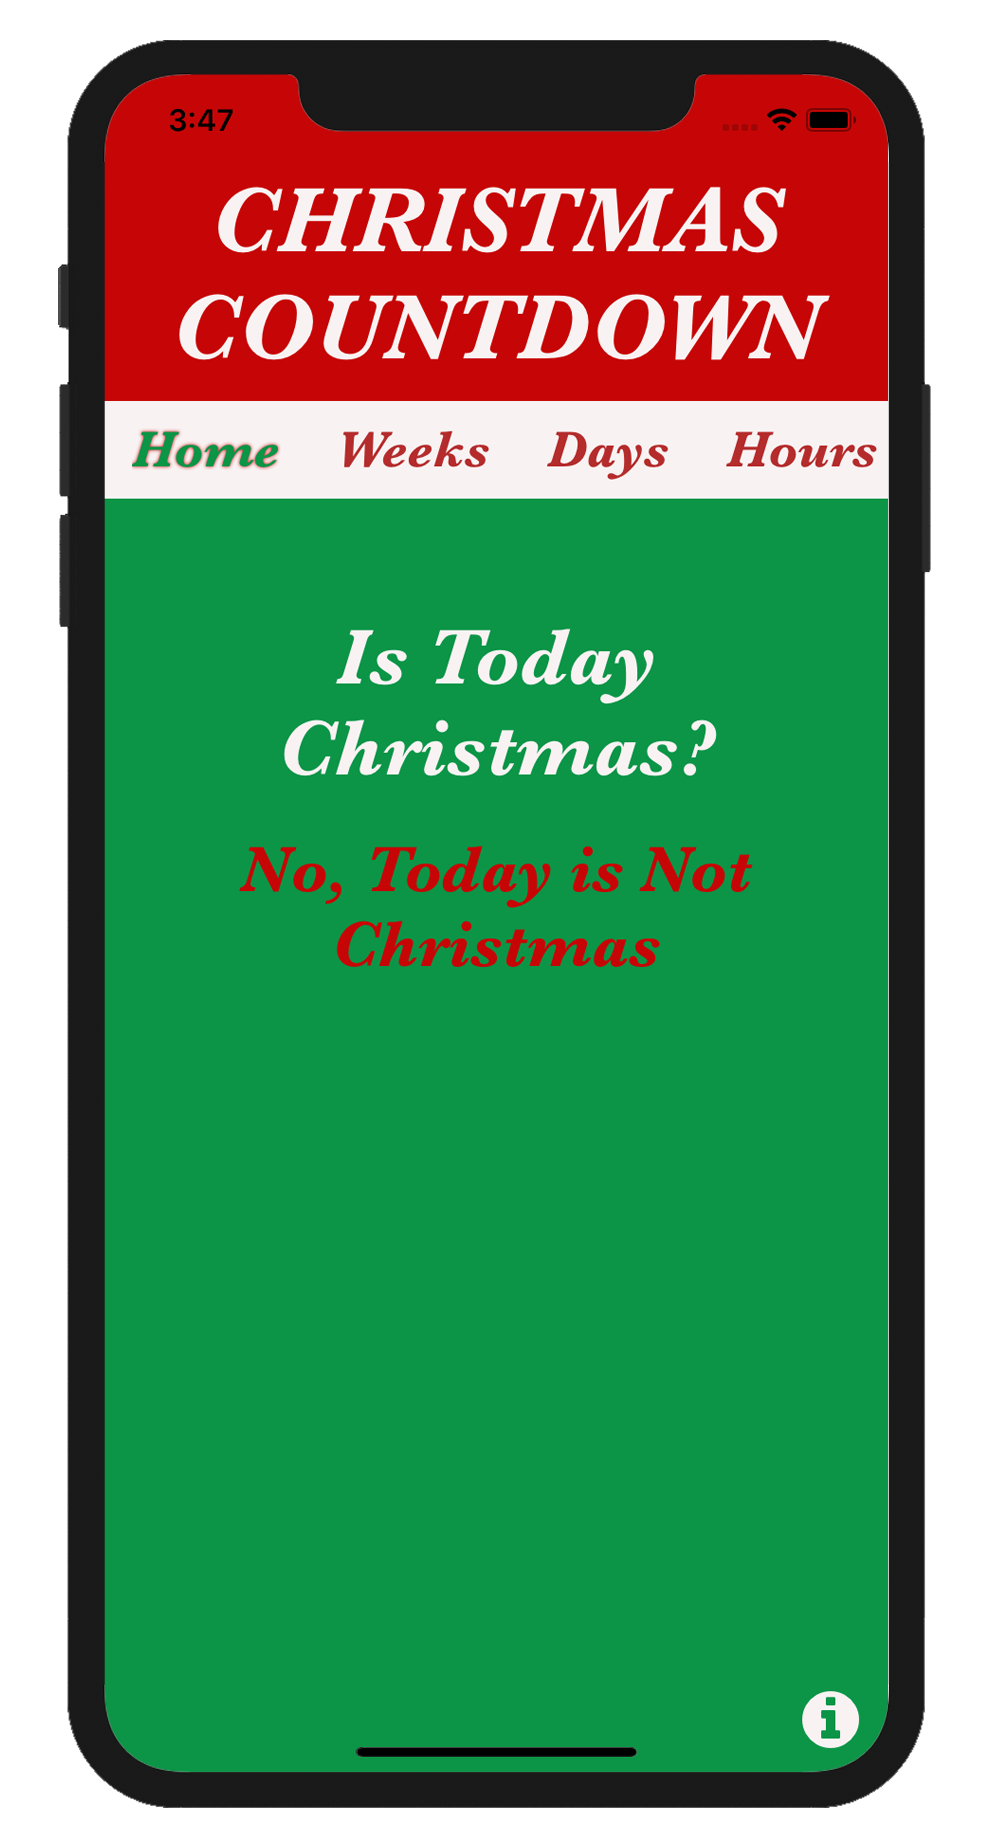 3:47
CHRISTMAS
COUNTDOWN
Home Weeks Days Hours
Is Today
Christmas?
No, Today is Not
Christmas
i